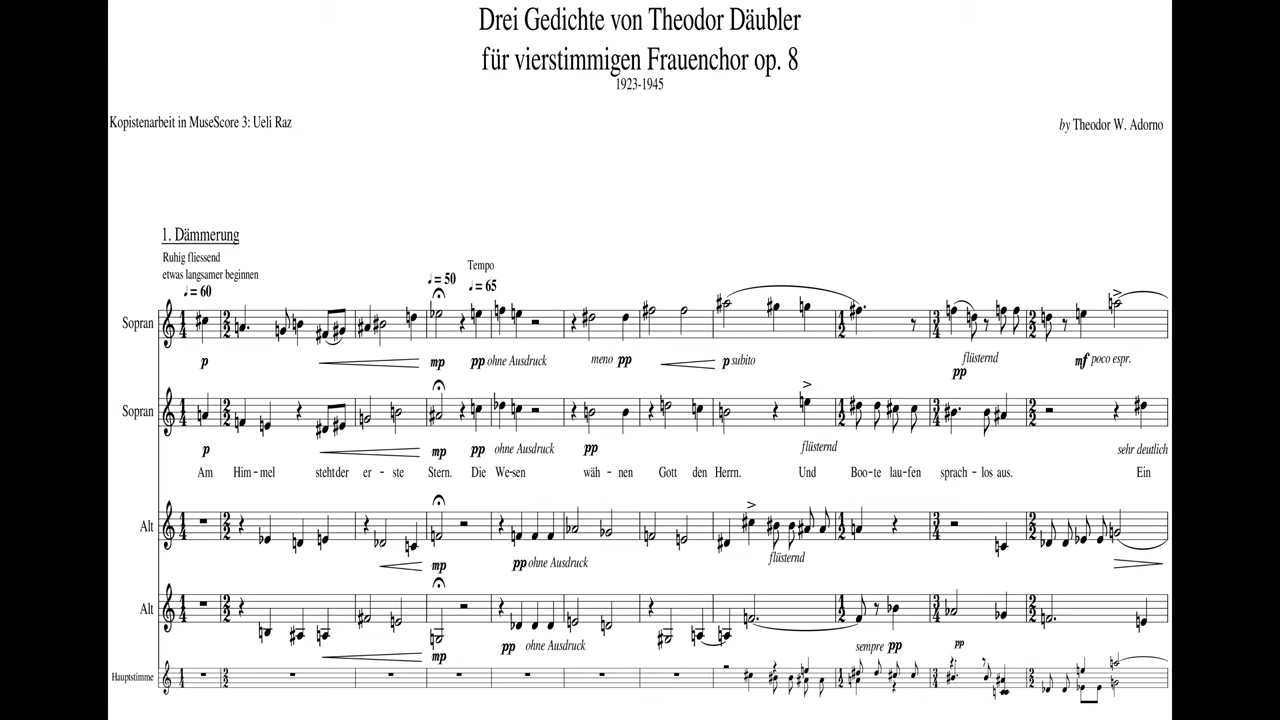 Drei Gedichte von Theodor Däubler
für vierstimmigen Frauenchor op. 8
1923-1945
Kopistenarbeit in MuseScore 3: Ueli Raz
by Theodor W. Adorno
1. Dämmerung
Ruhig fliessend
etwas langsamer beginnen
♩ = 60
♩ = 50
Tempo
♩ = 65
Sopran
p
mp
pp ohne Ausdruck
meno pp
p subito
flüsternd
pp
mf poco espr.
Sopran
p
mp
pp
ohne Ausdruck
pp
flüsternd
sehr deutlich
Am Him - mel steht der er - ste Stern. Die We - sen wäh - nen Gott den Herrn. Und Boo - te lau - fen sprach - los aus. Ein
Alt
mp
pp ohne Ausdruck
flüsternd
Alt
mp
pp ohne Ausdruck
sempre pp
pp
Hauptstimme